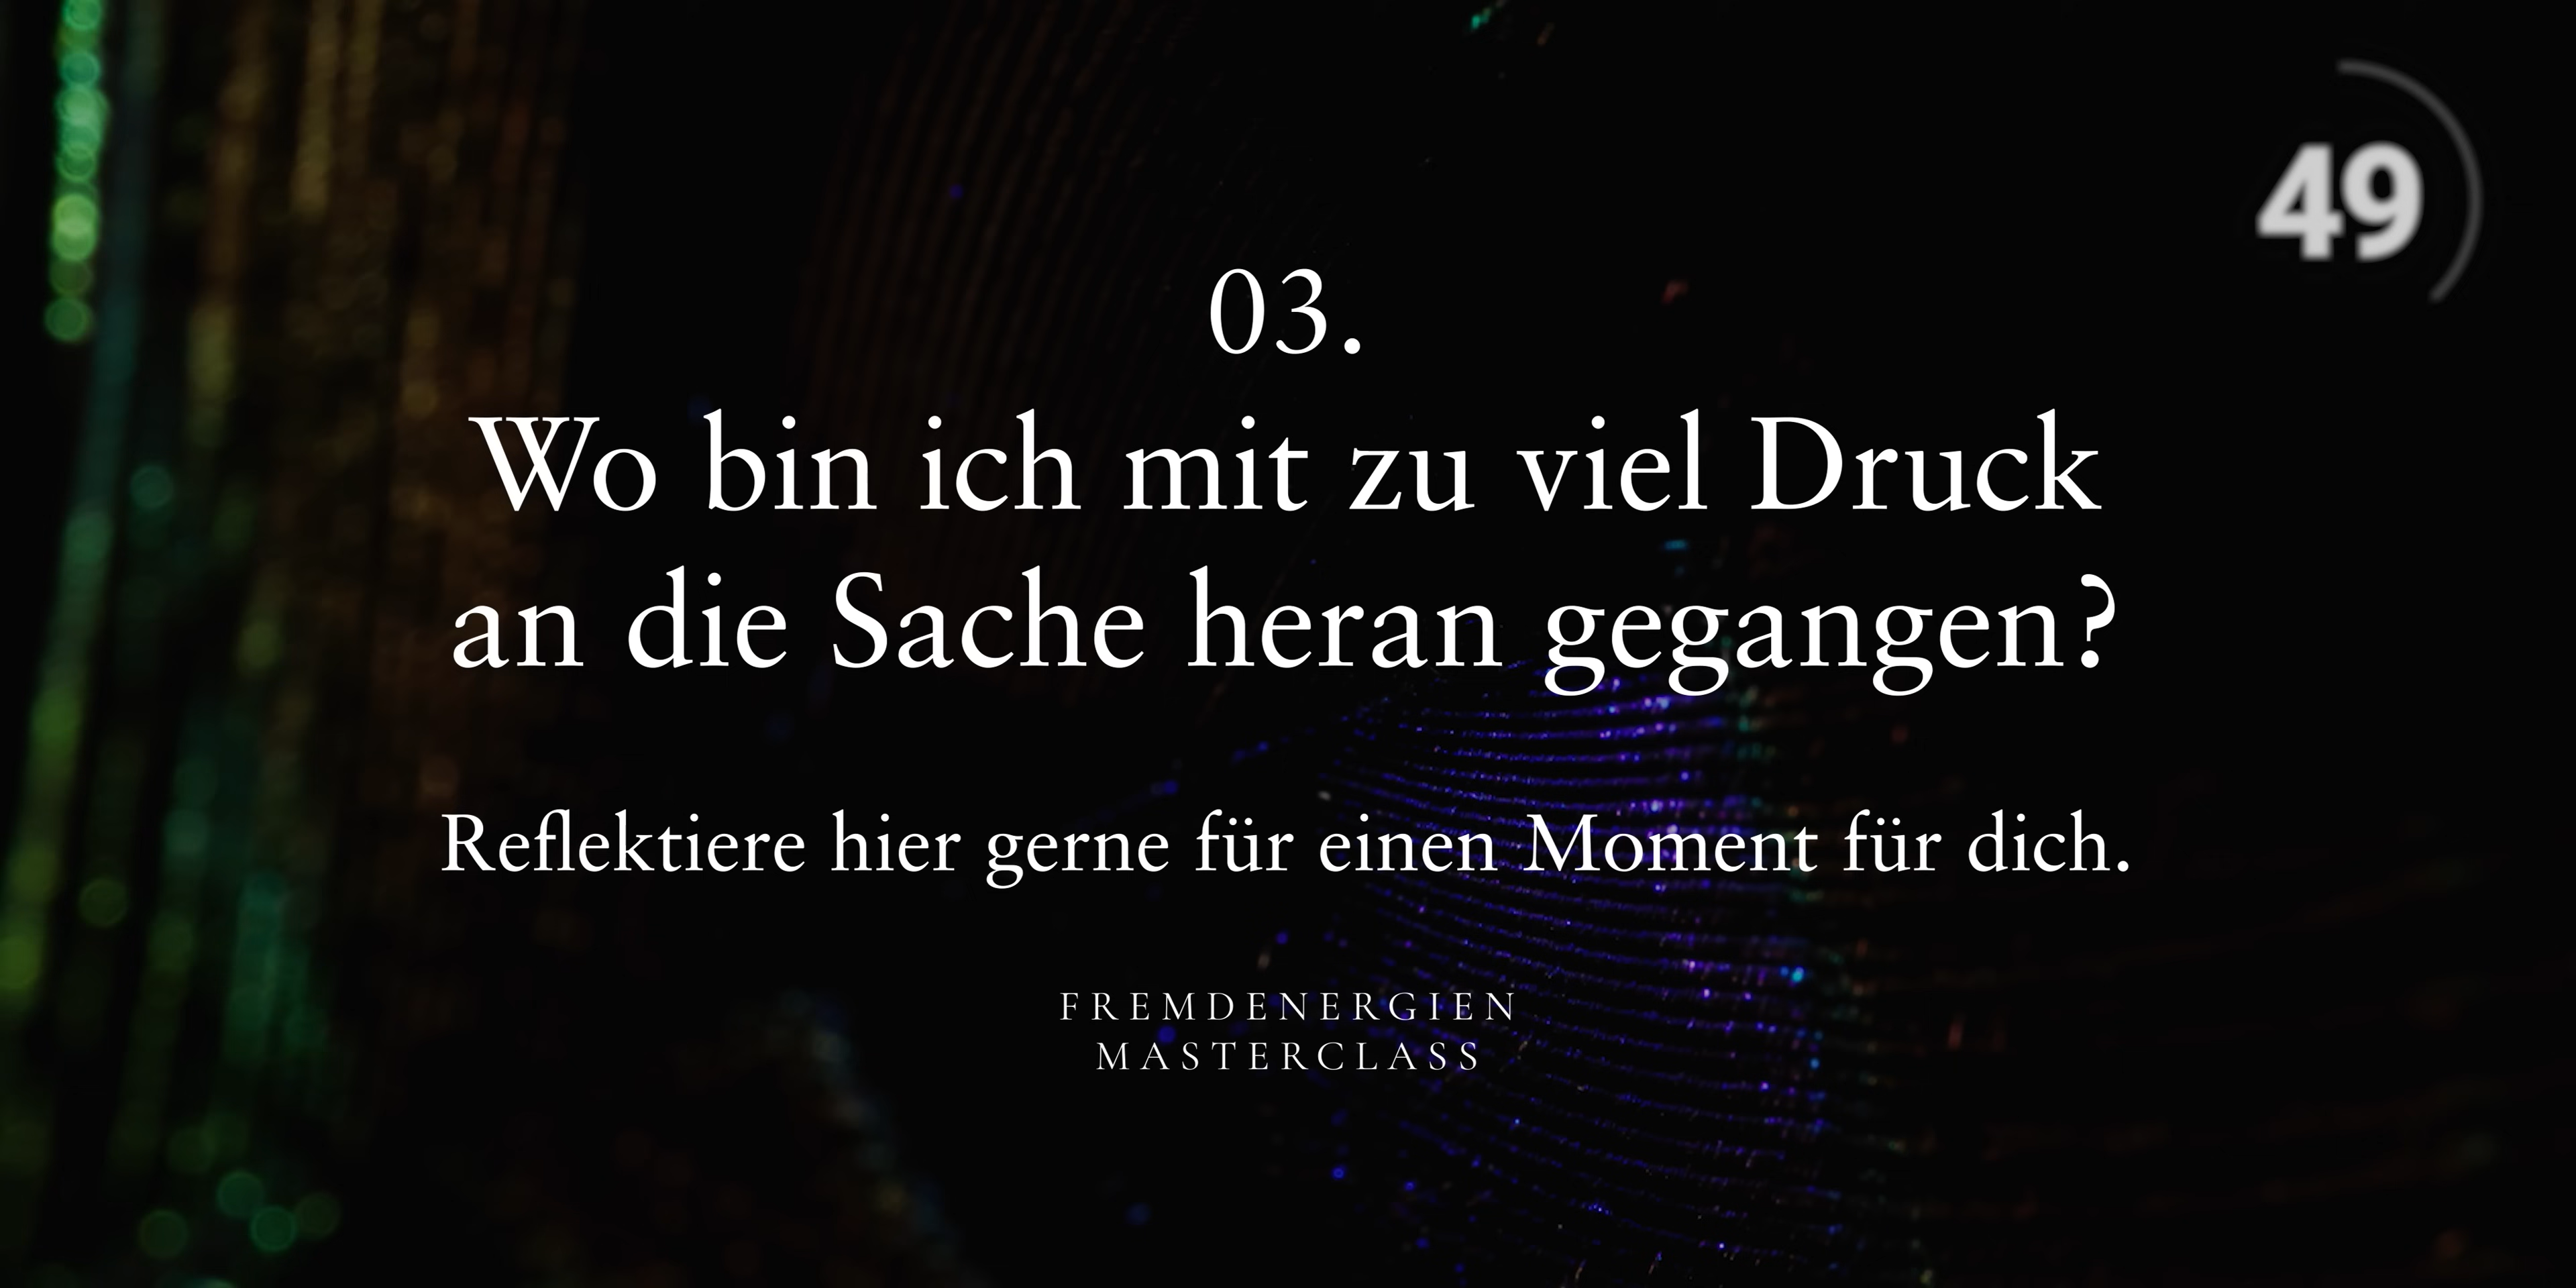 49
03.
Wo bin ich mit zu viel Druck
an die Sache heran gegangen?
Reflektiere hier gerne für einen Moment für dich.
FREMDENERGIEN
MASTERCLASS